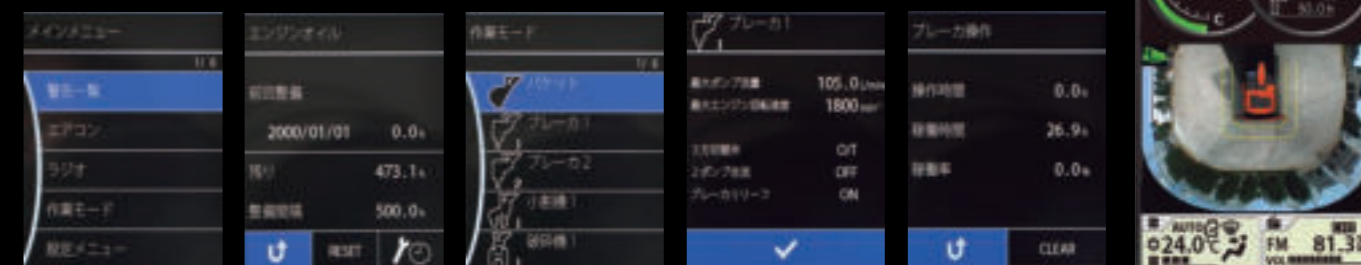 メインメニュー
1/ 6
警告一覧
エアコン
ラジオ
作業モード
設定メニュー
エンジンオイル
前回整備
2000/01/01 0.0h
残り 473.1h
整備間隔 500.0h
RESET
作業モード
1/ 6
バケット
ブレーカ1
ブレーカ2
小割機1
破砕機1
ブレーカ1
最大ポンプ流量 105.0L/min
最大エンジン回転速度 1800min-1
三方切替弁 O/T
2ポンプ合流 OFF
ブレーカリリーフ ON
ブレーカ操作
操作時間 0.0h
稼働時間 26.9h
稼働率 0.0%
CLEAR
C
AUTO
24.0℃
FM 81.3
VOL